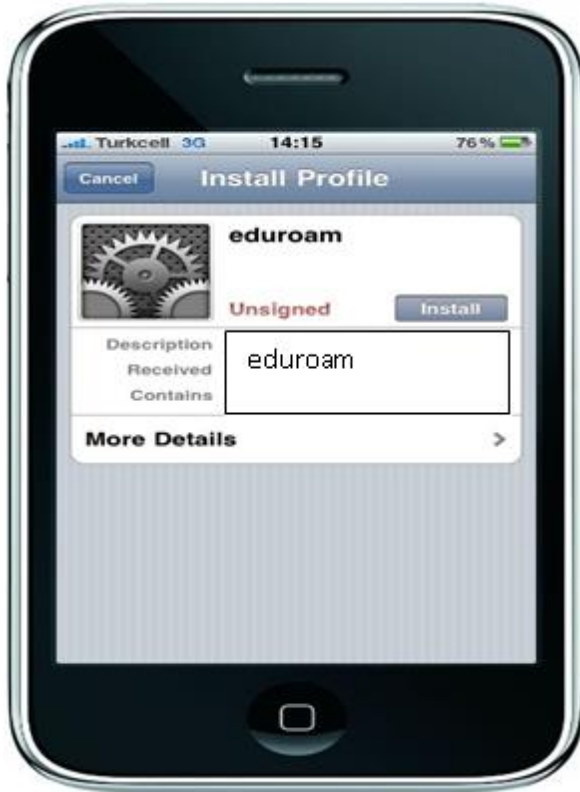 Turkcell 3G 14:15 76%
Cancel Install Profile
eduroam
Unsigned Install
Description eduroam
Received
Contains
More Details